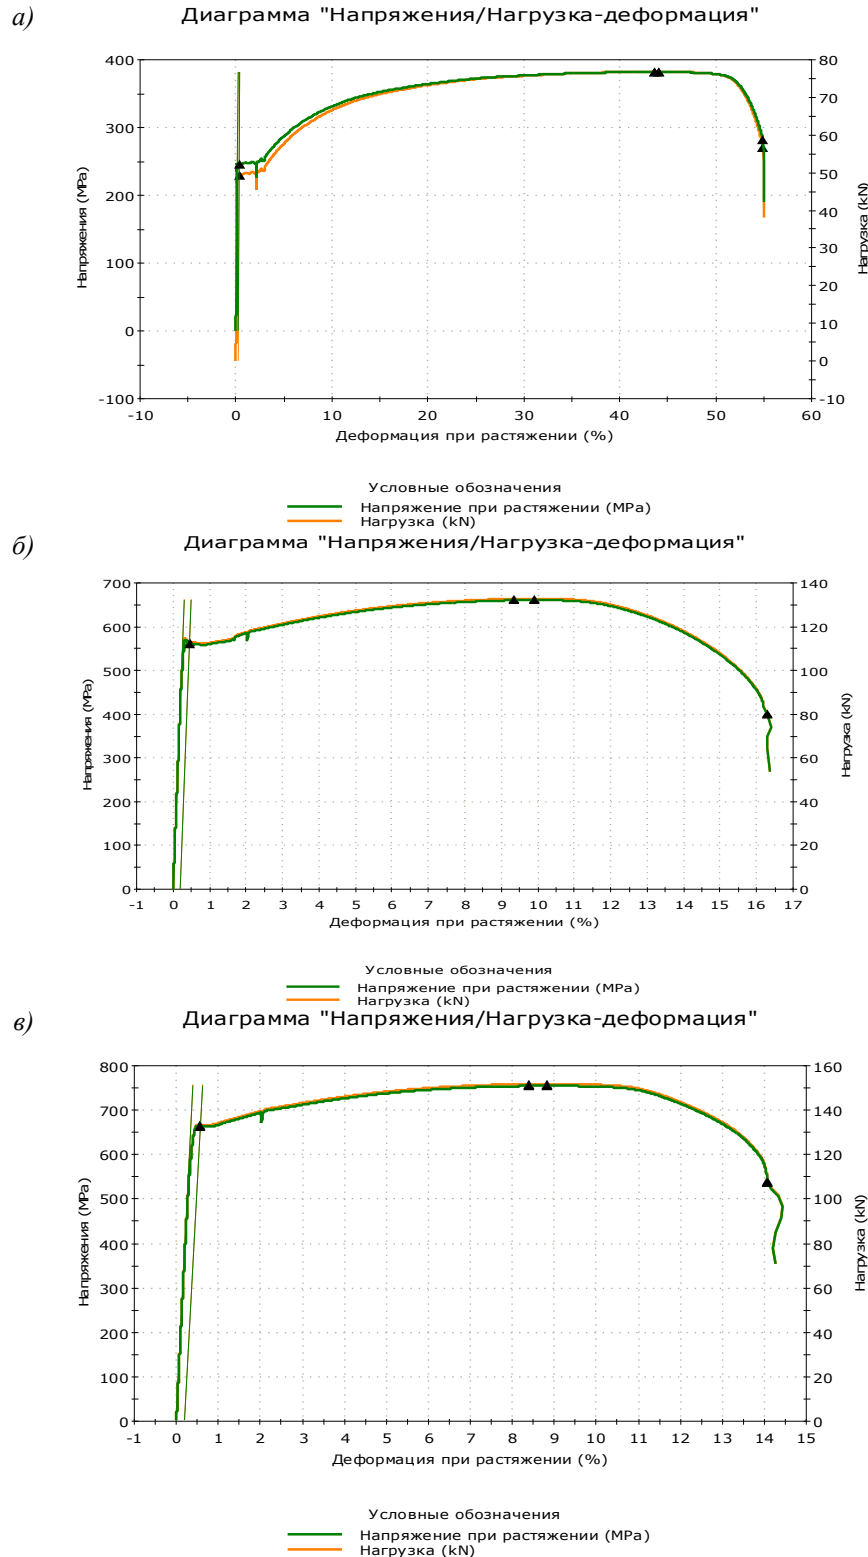 а)
Диаграмма "Напряжения/Нагрузка-деформация"
400
300
200
100
0
-100
Напряжения (MPa)
80
70
60
50
40
30
20
10
0
-10
Нагрузка (kN)
-10 0 10 20 30 40 50 60
Деформация при растяжении (%)
Условные обозначения
Напряжение при растяжении (MPa)
Нагрузка (kN)
б)
Диаграмма "Напряжения/Нагрузка-деформация"
700
600
500
400
300
200
100
0
Напряжения (MPa)
140
120
100
80
60
40
20
0
Нагрузка (kN)
-1 0 1 2 3 4 5 6 7 8 9 10 11 12 13 14 15 16 17
Деформация при растяжении (%)
Условные обозначения
Напряжение при растяжении (MPa)
Нагрузка (kN)
в)
Диаграмма "Напряжения/Нагрузка-деформация"
800
700
600
500
400
300
200
100
0
Напряжения (MPa)
160
140
120
100
80
60
40
20
0
Нагрузка (kN)
-1 0 1 2 3 4 5 6 7 8 9 10 11 12 13 14 15
Деформация при растяжении (%)
Условные обозначения
Напряжение при растяжении (MPa)
Нагрузка (kN)